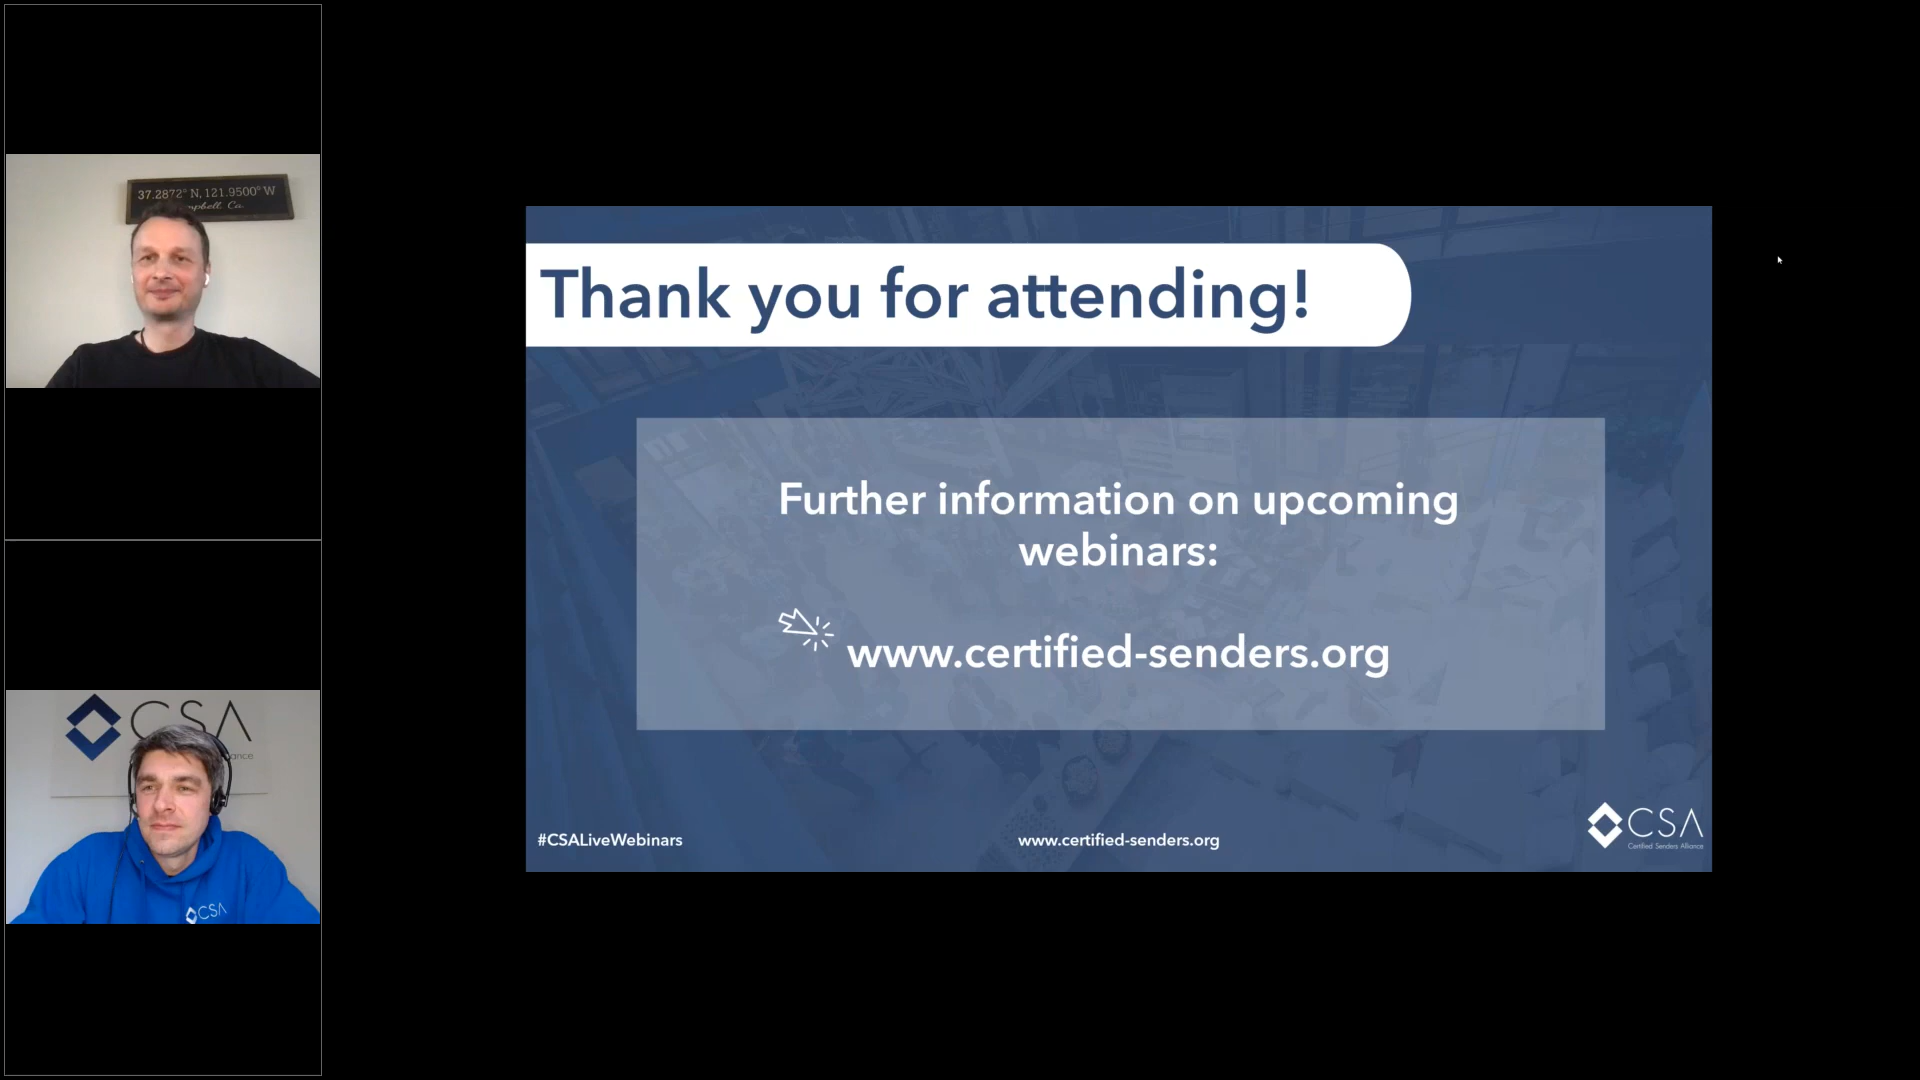 37.2872° N, 121.9500° W
Ca.
CSA
Thank you for attending!
Further information on upcoming
webinars:
www.certified-senders.org
#CSALiveWebinars
www.certified-senders.org
CSA
Certified Senders Alliance
CSA